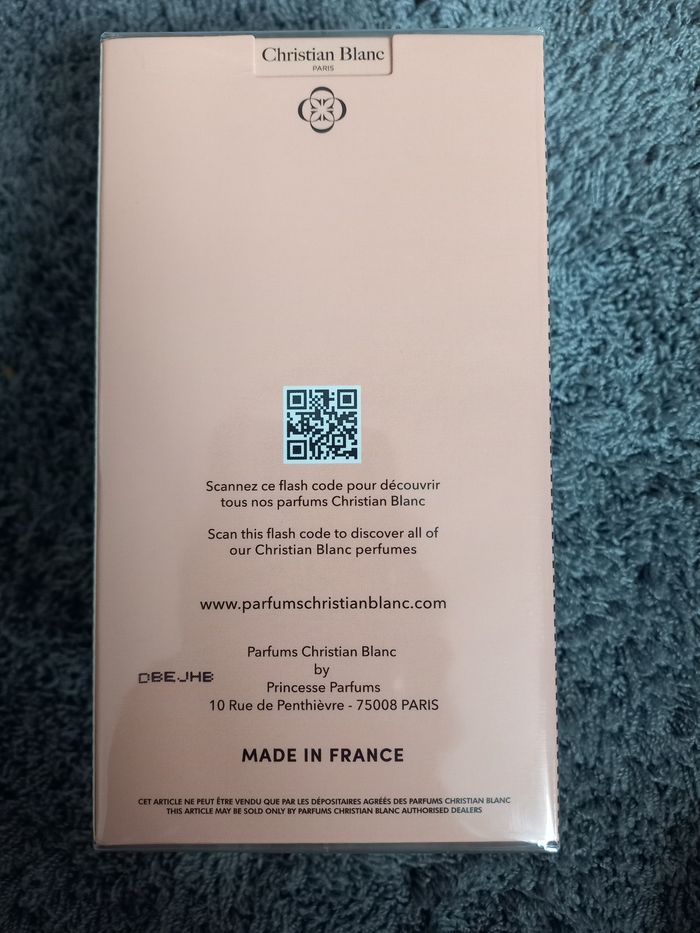 Christian Blanc
PARIS
Scannez ce flash code pour découvrir
tous nos parfums Christian Blanc
Scan this flash code to discover all of
our Christian Blanc perfumes
www.parfumschristianblanc.com
Parfums Christian Blanc
by
Princesse Parfums
DBEJHB
10 Rue de Penthièvre - 75008 PARIS
MADE IN FRANCE
CET ARTICLE NE PEUT ÊTRE VENDU QUE PAR LES DÉPOSITAIRES AGRÉÉS DES PARFUMS CHRISTIAN BLANC
THIS ARTICLE MAY BE SOLD ONLY BY PARFUMS CHRISTIAN BLANC AUTHORISED DEALERS